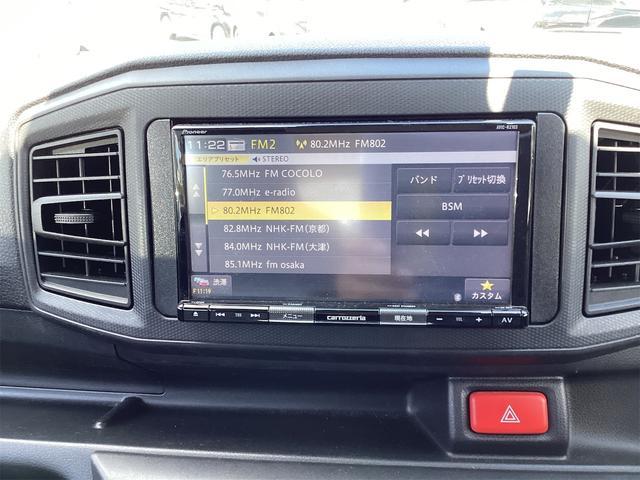 Pioneer AVIC-RZ103
11:22 FM2 80.2MHz FM802
エリアプリセット STEREO
76.5MHz FM COCOLO
77.0MHz e-radio
80.2MHz FM802
82.8MHz NHK-FM(京都)
84.0MHz NHK-FM(大津)
85.1MHz fm osaka
バンド プリセット切換
BSM
渋滞
F11:19
カスタム
メニュー carrozzeria 現在地 VOL AV